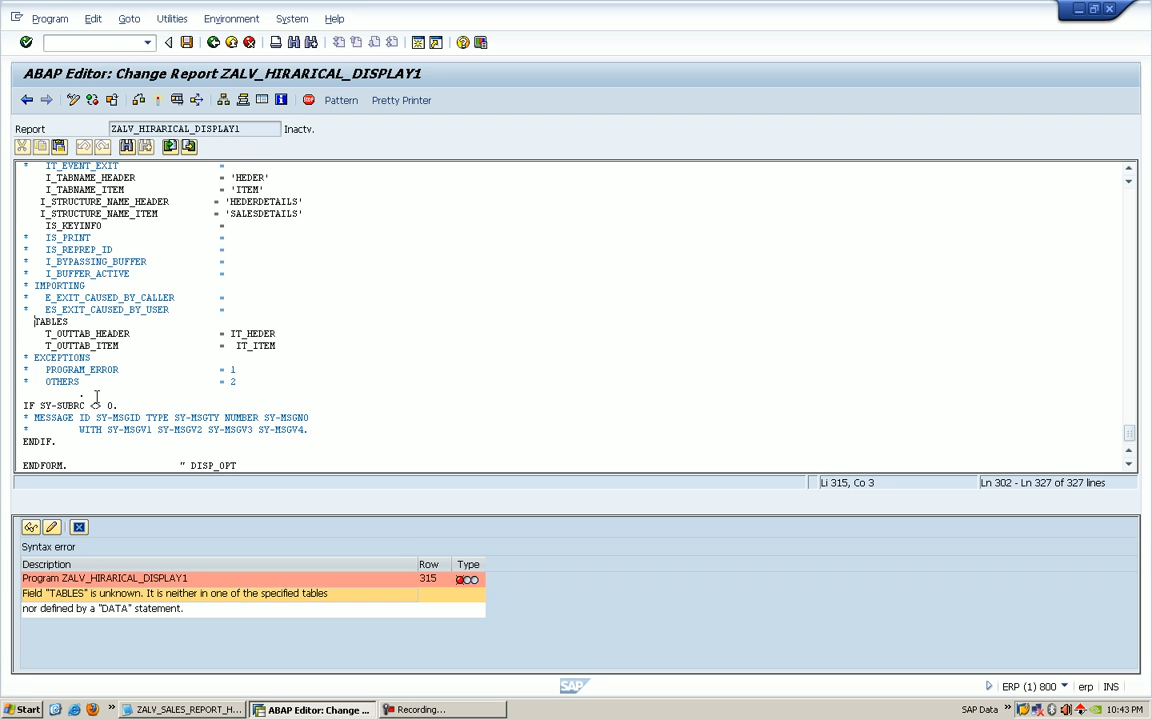 Program Edit Goto Utilities Environment System Help
ABAP Editor: Change Report ZALV_HIRARICAL_DISPLAY1
Pattern Pretty Printer
Report ZALV_HIRARICAL_DISPLAY1 Inactv.
* IT_EVENT_EXIT =
I_TABNAME_HEADER = 'HEDER'
I_TABNAME_ITEM = 'ITEM'
I_STRUCTURE_NAME_HEADER = 'HEDERDETAILS'
I_STRUCTURE_NAME_ITEM = 'SALESDETAILS'
IS_KEYINFO =
* IS_PRINT =
* IS_REPREP_ID =
* I_BYPASSING_BUFFER =
* I_BUFFER_ACTIVE =
* IMPORTING
* E_EXIT_CAUSED_BY_CALLER =
* ES_EXIT_CAUSED_BY_USER =
TABLES
T_OUTTAB_HEADER = IT_HEDER
T_OUTTAB_ITEM = IT_ITEM
* EXCEPTIONS
* PROGRAM_ERROR = 1
* OTHERS = 2
.
IF SY-SUBRC <> 0.
* MESSAGE ID SY-MSGID TYPE SY-MSGTY NUMBER SY-MSGNO
* WITH SY-MSGV1 SY-MSGV2 SY-MSGV3 SY-MSGV4.
ENDIF.
ENDFORM. " DISP_OPT
Li 315, Co 3 Ln 302 - Ln 327 of 327 lines
Syntax error
Description Row Type
Program ZALV_HIRARICAL_DISPLAY1 315
Field "TABLES" is unknown. It is neither in one of the specified tables
nor defined by a "DATA" statement.
SAP ERP (1) 800 erp INS
Start ZALV_SALES_REPORT_H... ABAP Editor: Change ... Recording... SAP Data 10:43 PM